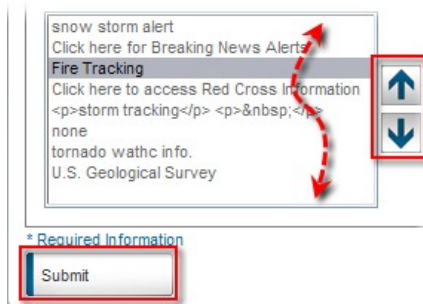 snow storm alert
Click here for Breaking News Alerts
Fire Tracking
Click here to access Red Cross Information
<p>storm tracking</p> <p>&nbsp;</p>
none
tornado wathc info.
U.S. Geological Survey
* Required Information
Submit